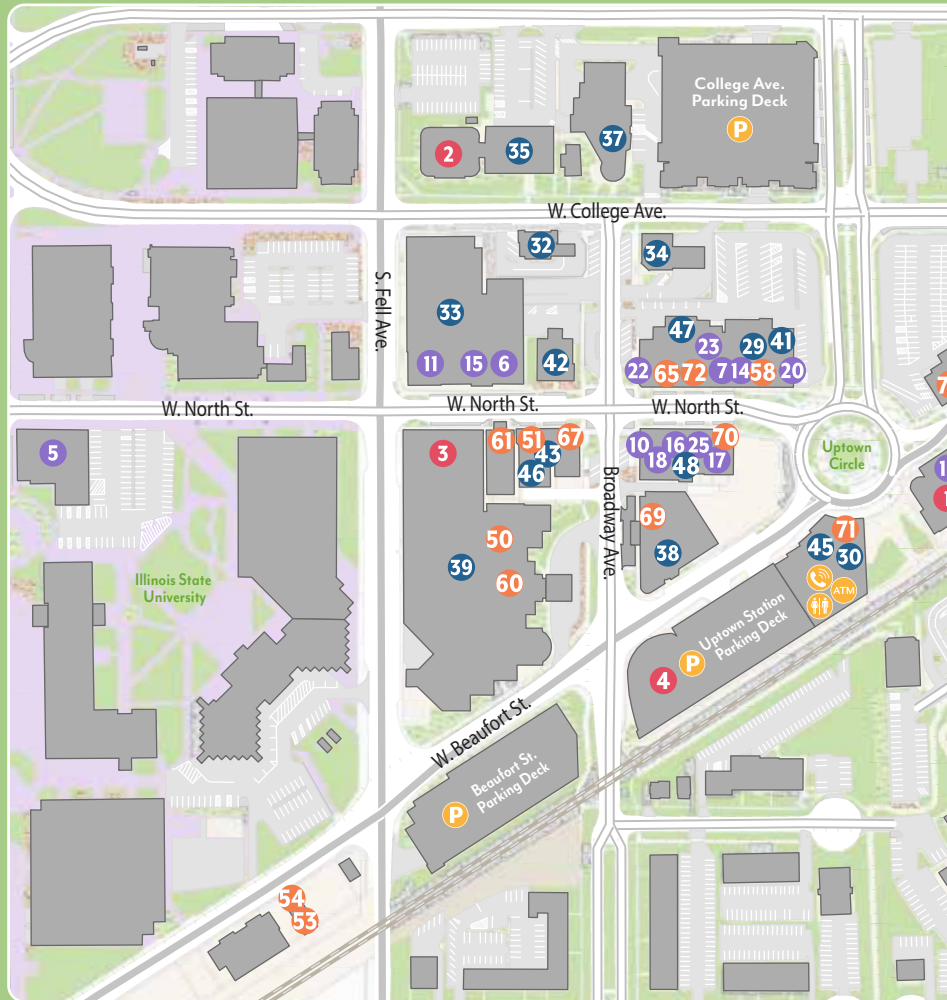 College Ave.
Parking Deck
P
37
2
35
W. College Ave.
32
34
S. Fell Ave.
33
47
23
29
41
11
15
6
42
22
65
72
7
14
58
20
W. North St.
W. North St.
W. North St.
5
3
61
51
67
43
46
10
16
25
70
18
48
17
Uptown
Circle
Broadway Ave.
69
71
50
38
45
30
39
60
Illinois State
University
ATM
Uptown Station
Parking Deck
P
4
W. Beaufort St.
Beaufort St.
Parking Deck
P
54
53